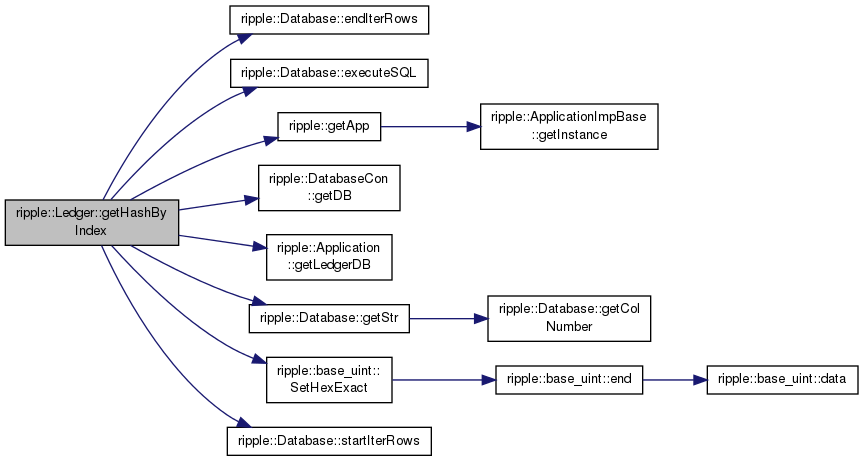 ripple::Database::endIterRows
ripple::Database::executeSQL
ripple::getApp
ripple::ApplicationImpBase
::getInstance
ripple::DatabaseCon
::getDB
ripple::Ledger::getHashBy
Index
ripple::Application
::getLedgerDB
ripple::Database::getStr
ripple::Database::getCol
Number
ripple::base_uint::
SetHexExact
ripple::base_uint::end
ripple::base_uint::data
ripple::Database::startIterRows